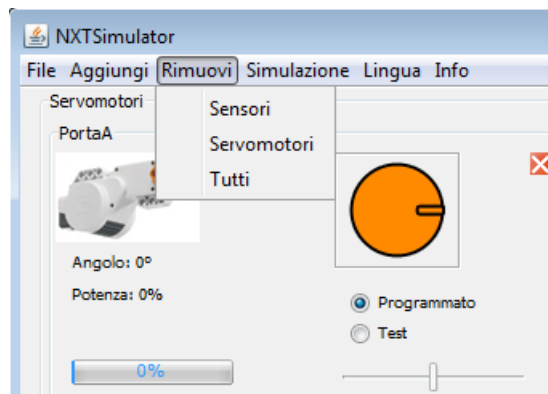 NXTSimulator
File Aggiungi Rimuovi Simulazione Lingua Info
Servomotori
Sensori
PortaA
Servomotori
Tutti
Angolo: 0°
Potenza: 0%
Programmato
Test
0%